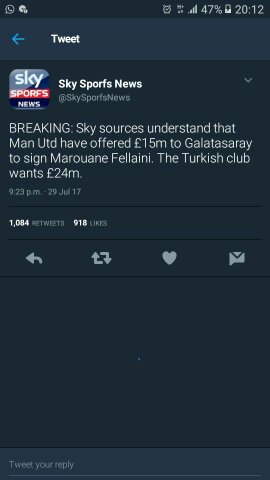 47% 20:12
Tweet
sky
SPORFS
NEWS
Sky Sporfs News
@SkySporfsNews
BREAKING: Sky sources understand that
Man Utd have offered £15m to Galatasaray
to sign Marouane Fellaini. The Turkish club
wants £24m.
9:23 p.m. · 29 Jul 17
1,084 RETWEETS 918 LIKES
Tweet your reply